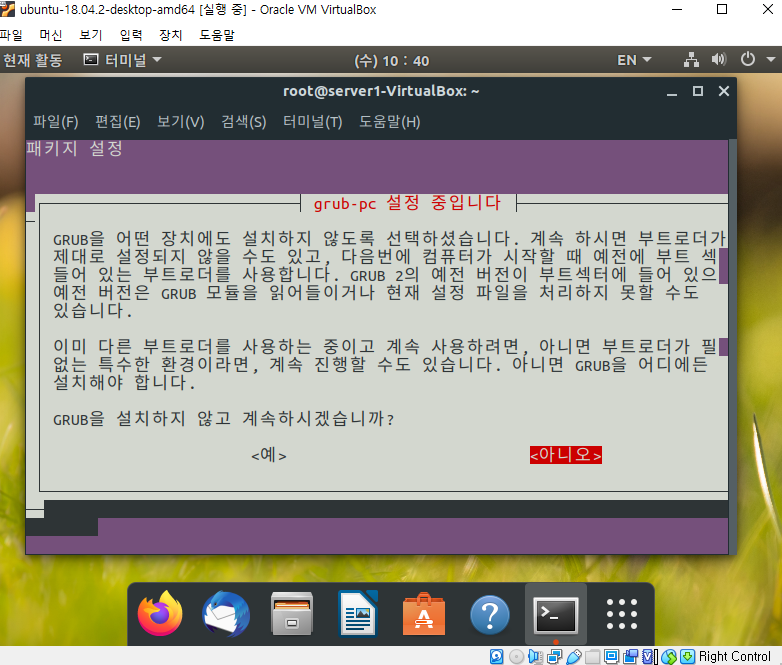 ubuntu-18.04.2-desktop-amd64 [실행 중] - Oracle VM VirtualBox
파일 머신 보기 입력 장치 도움말
현재 활동 터미널 (수) 10 : 40 EN
root@server1-VirtualBox: ~
파일(F) 편집(E) 보기(V) 검색(S) 터미널(T) 도움말(H)
패키지 설정
grub-pc 설정 중입니다
GRUB을 어떤 장치에도 설치하지 않도록 선택하셨습니다. 계속 하시면 부트로더가
제대로 설정되지 않을 수도 있고, 다음번에 컴퓨터가 시작할 때 예전에 부트 섹
들어 있는 부트로더를 사용합니다. GRUB 2의 예전 버전이 부트섹터에 들어 있으
예전 버전은 GRUB 모듈을 읽어들이거나 현재 설정 파일을 처리하지 못할 수도
있습니다.
이미 다른 부트로더를 사용하는 중이고 계속 사용하려면, 아니면 부트로더가 필
없는 특수한 환경이라면, 계속 진행할 수도 있습니다. 아니면 GRUB을 어디에든
설치해야 합니다.
GRUB을 설치하지 않고 계속하시겠습니까?
<예> <아니오>
Right Control